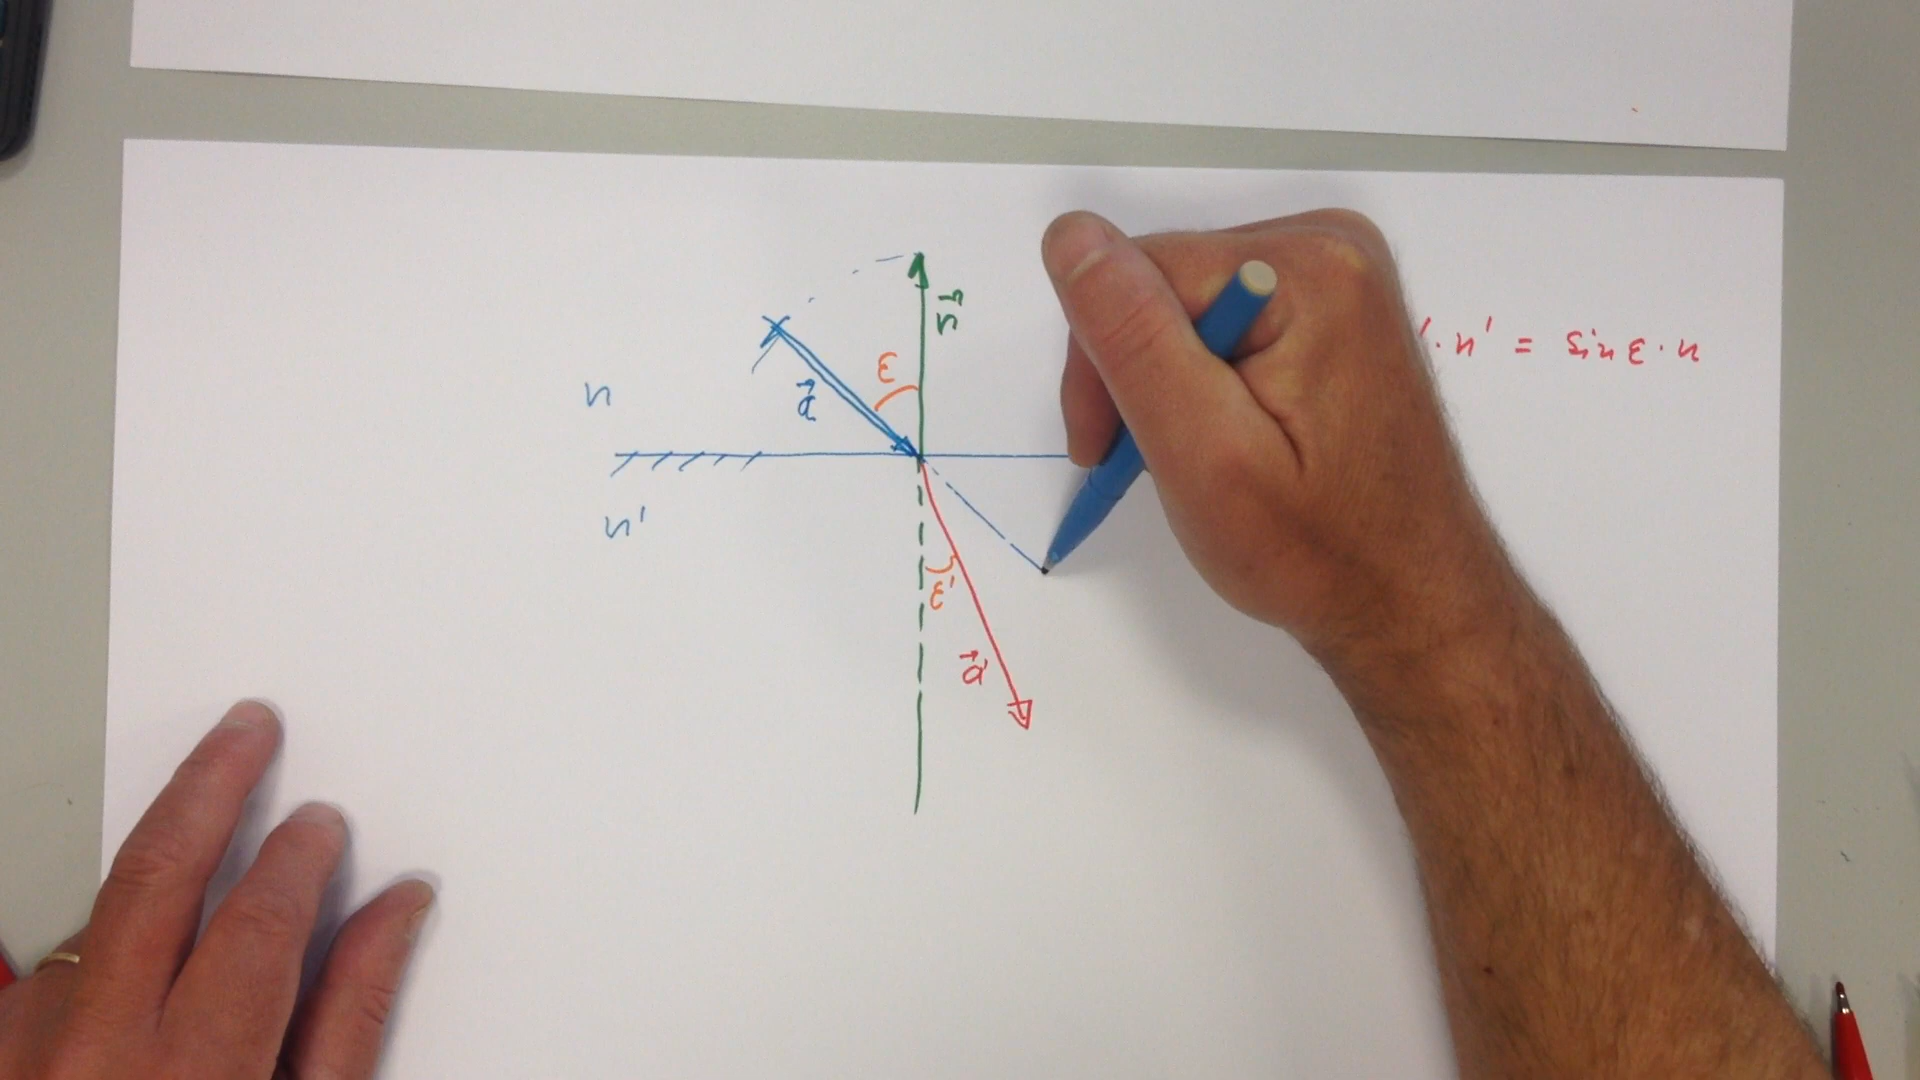 n⃗
' · n' = sin ε · n
ε
n
a⃗
n'
ε'
a⃗